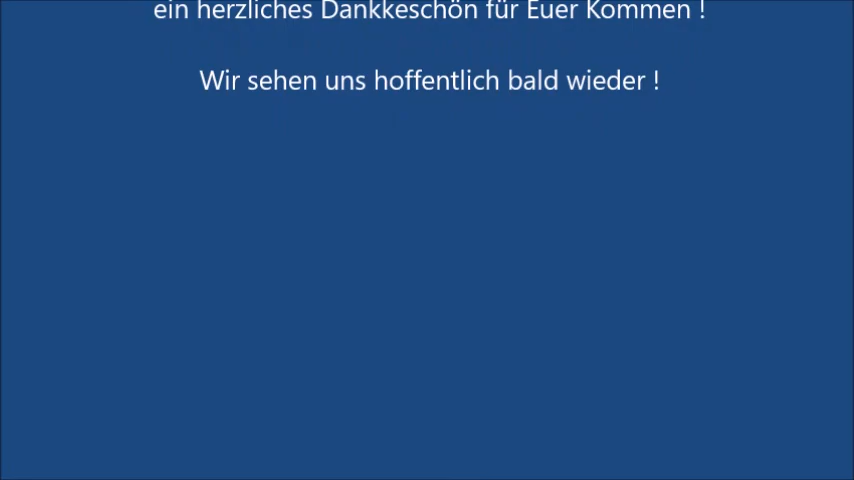 ein herzliches Dankkeschön für Euer Kommen !
Wir sehen uns hoffentlich bald wieder !